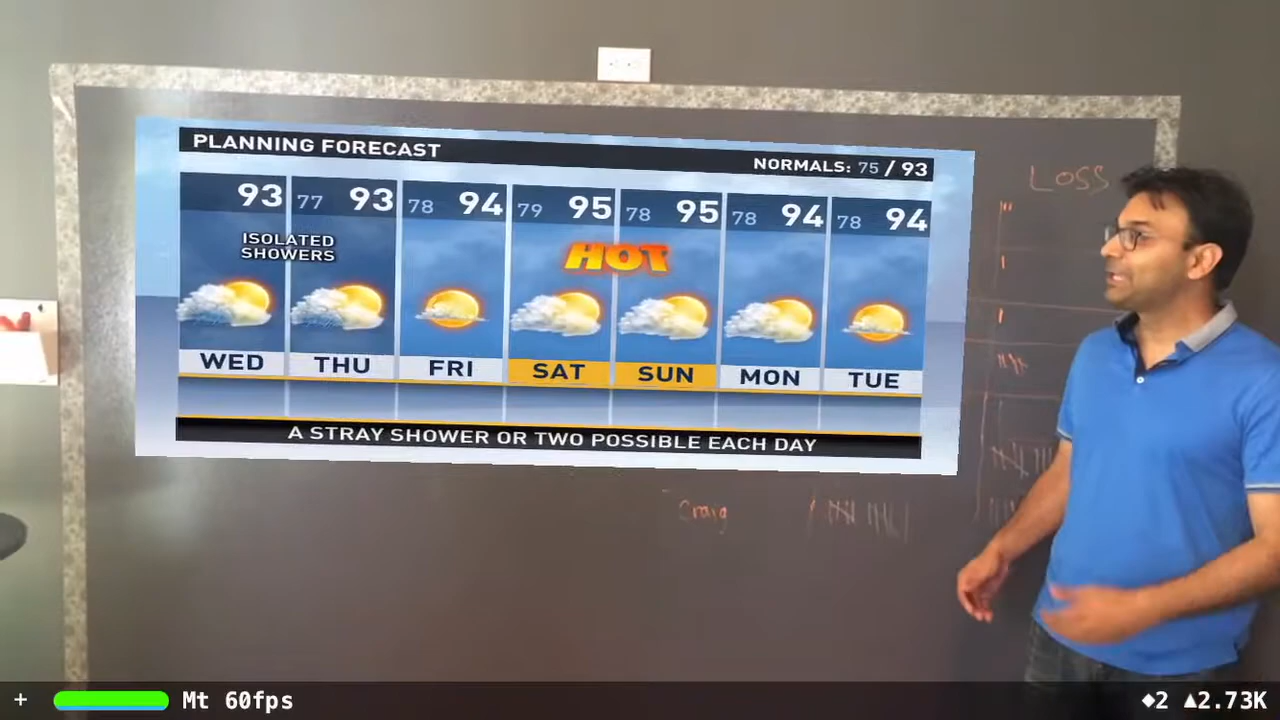 PLANNING FORECAST
NORMALS: 75 / 93
93 77 93 78 94 79 95 78 95 78 94 78 94
ISOLATED
SHOWERS
HOT
WED THU FRI SAT SUN MON TUE
A STRAY SHOWER OR TWO POSSIBLE EACH DAY
LOSS
Craig
+ Mt 60fps ◆2 ▲2.73K